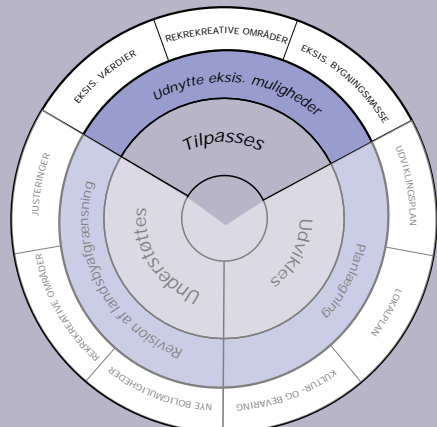 EKSIS. VÆRDIER
REKREKREATIVE OMRÅDER
EKSIS. BYGNINGSMASSE
Udnytte eksis. muligheder
Tilpasses
UDVIKLINGSPLAN
LOKALPLAN
KULTUR- OG BEVARING
Planlægning
Udvikles
NYE BOLIGMULIGHEDER
REKREKREATIVE OMRÅDER
JUSTERINGER
Revision af landsbyafgrænsning
Understøttes